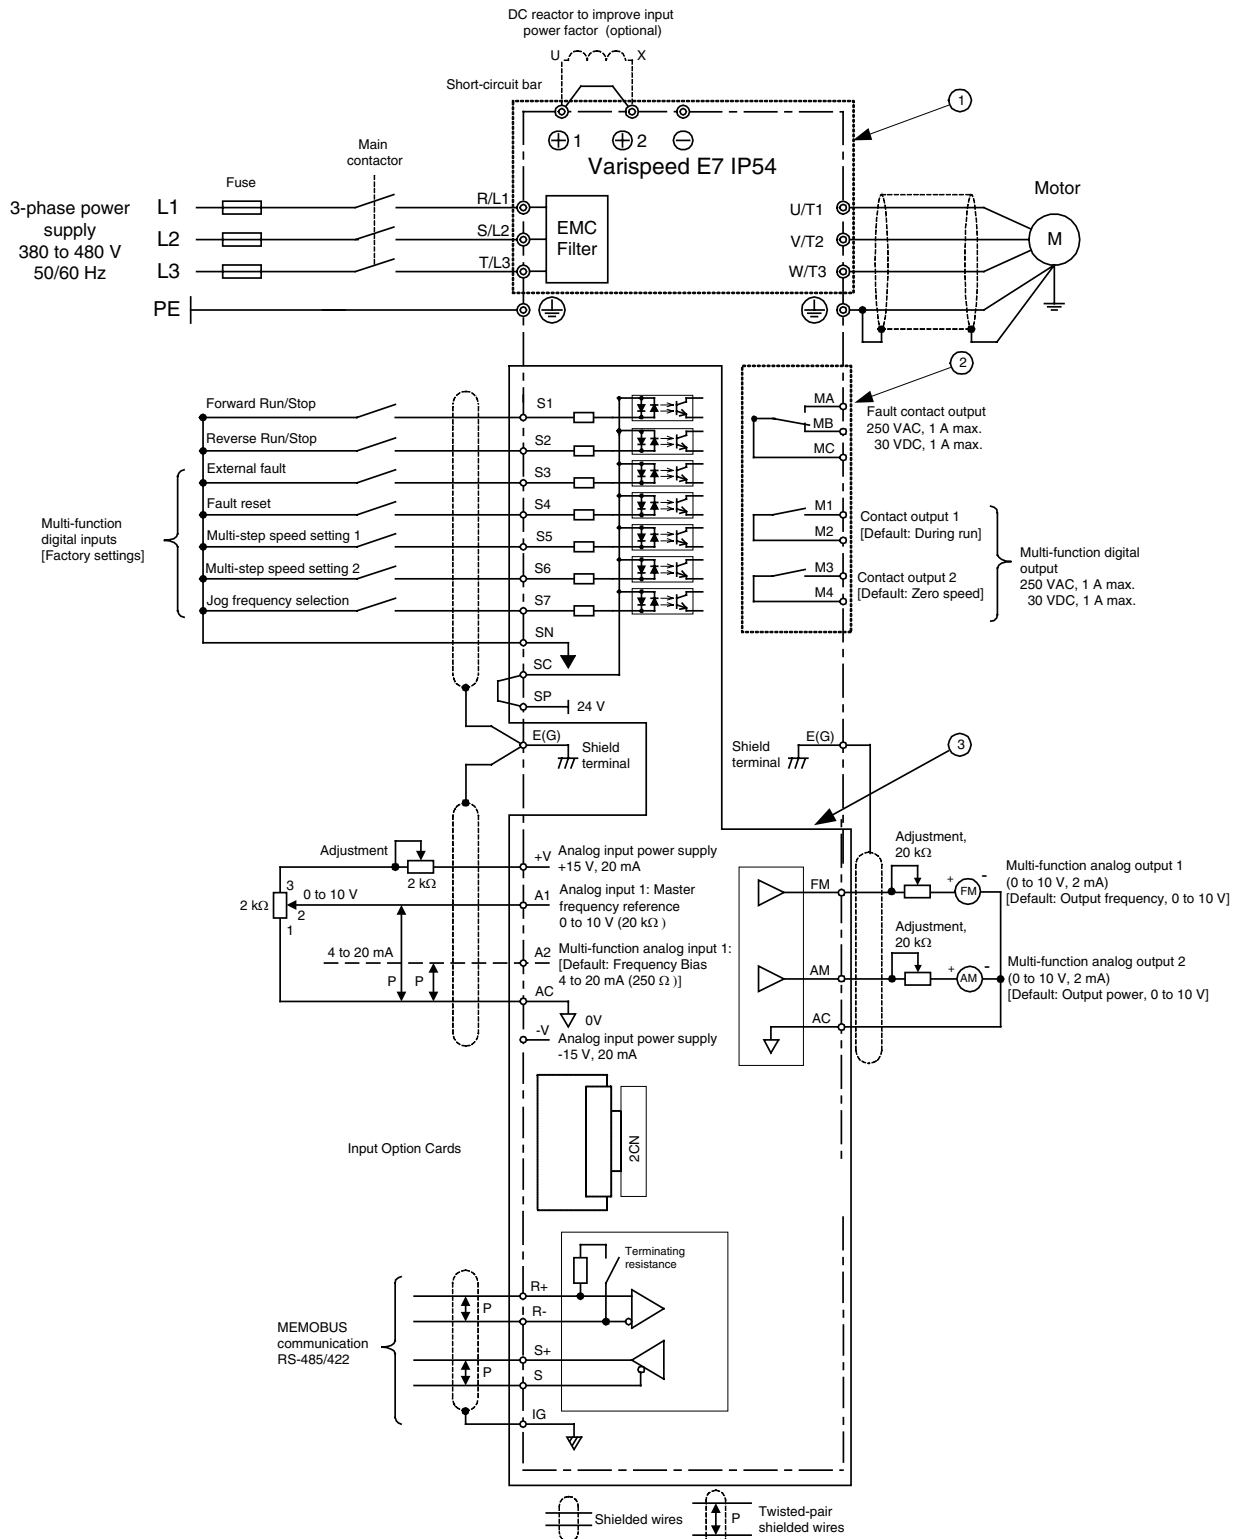 DC reactor to improve input
power factor (optional)
U
X
Short-circuit bar
1
⊕1
⊕2
⊖
Varispeed E7 IP54
Main
contactor
Fuse
Motor
3-phase power
supply
380 to 480 V
50/60 Hz
L1
L2
L3
PE
R/L1
S/L2
T/L3
EMC
Filter
U/T1
V/T2
W/T3
M
2
Forward Run/Stop
Reverse Run/Stop
External fault
Fault reset
Multi-step speed setting 1
Multi-step speed setting 2
Jog frequency selection
Multi-function
digital inputs
[Factory settings]
S1
S2
S3
S4
S5
S6
S7
SN
SC
SP
24 V
MA
MB
MC
Fault contact output
250 VAC, 1 A max.
30 VDC, 1 A max.
M1
M2
Contact output 1
[Default: During run]
M3
M4
Contact output 2
[Default: Zero speed]
Multi-function digital
output
250 VAC, 1 A max.
30 VDC, 1 A max.
E(G)
Shield
terminal
Shield
terminal
E(G)
3
Adjustment
2 kΩ
+V
Analog input power supply
+15 V, 20 mA
3
2 kΩ
0 to 10 V
2
1
A1
Analog input 1: Master
frequency reference
0 to 10 V (20 kΩ )
4 to 20 mA
P
P
A2
Multi-function analog input 1:
[Default: Frequency Bias
4 to 20 mA (250 Ω )]
AC
0V
-V
Analog input power supply
-15 V, 20 mA
Adjustment,
20 kΩ
FM
+
FM
-
Multi-function analog output 1
(0 to 10 V, 2 mA)
[Default: Output frequency, 0 to 10 V]
Adjustment,
20 kΩ
AM
+
AM
-
Multi-function analog output 2
(0 to 10 V, 2 mA)
[Default: Output power, 0 to 10 V]
AC
Input Option Cards
2CN
Terminating
resistance
MEMOBUS
communication
RS-485/422
P
P
R+
R-
S+
S
IG
Shielded wires
P
Twisted-pair
shielded wires